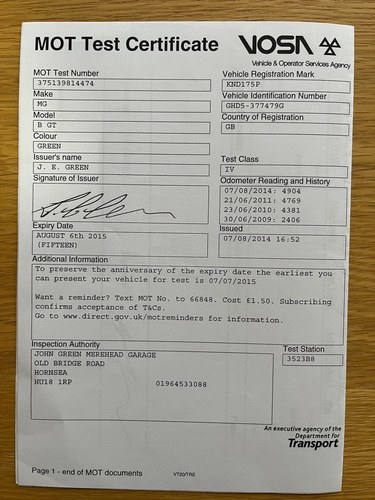 MOT Test Certificate
VOSA
Vehicle & Operator Services Agency
MOT Test Number
375139814474
Vehicle Registration Mark
KND175P
Make
MG
Vehicle Identification Number
GHD5-377479G
Model
B GT
Country of Registration
GB
Colour
GREEN
Issuer's name
J. E. GREEN
Test Class
IV
Signature of Issuer
Odometer Reading and History
07/08/2014: 4904
21/06/2011: 4769
23/06/2010: 4381
30/06/2009: 2406
Expiry Date
AUGUST 6th 2015
(FIFTEEN)
Issued
07/08/2014 16:52
Additional Information
To preserve the anniversary of the expiry date the earliest you
can present your vehicle for test is 07/07/2015
Want a reminder? Text MOT No. to 66848. Cost £1.50. Subscribing
confirms acceptance of T&Cs.
Go to www.direct.gov.uk/motreminders for information.
Inspection Authority
JOHN GREEN MEREHEAD GARAGE
OLD BRIDGE ROAD
HORNSEA
HU18 1RP 01964533088
Test Station
3523B8
An executive agency of the
Department for
Transport
Page 1 - end of MOT documents
VT20/TRE